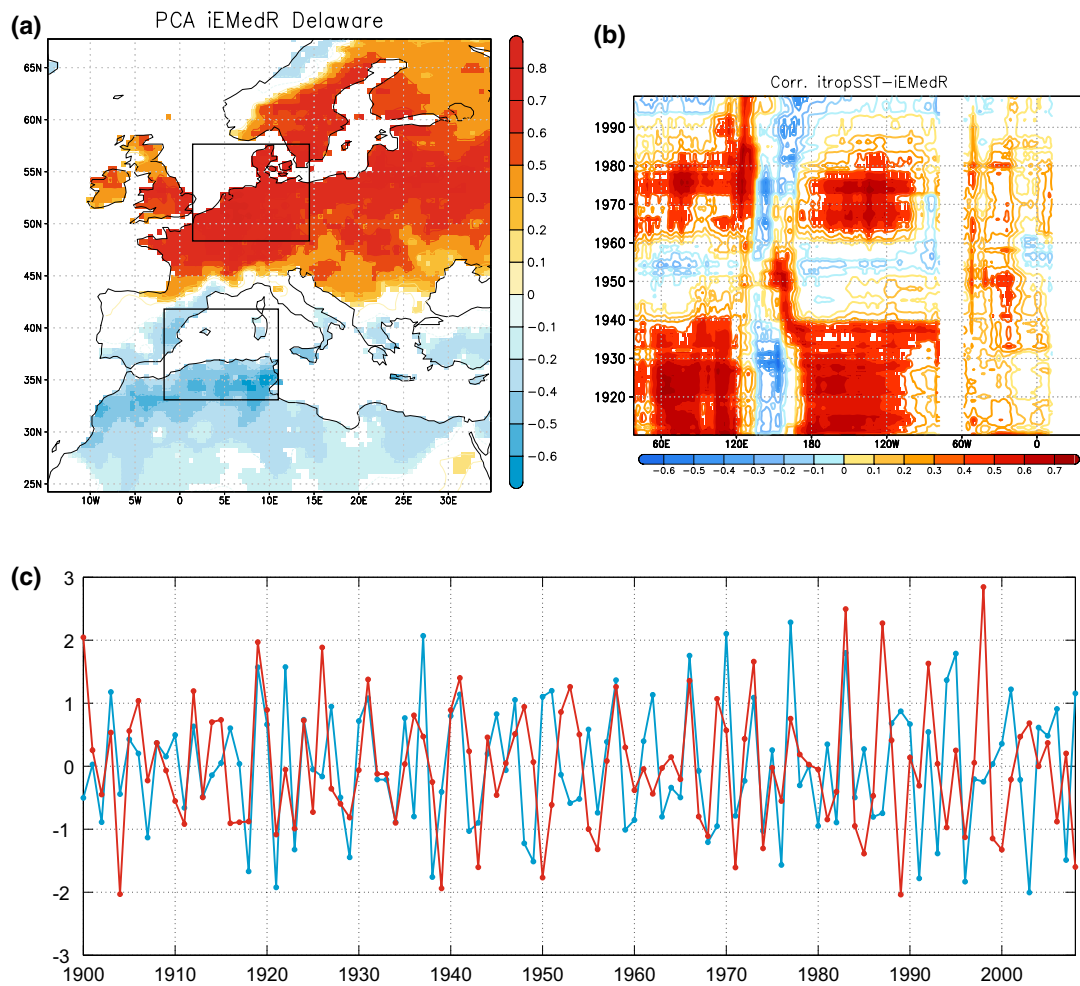 (a)
PCA iEMedR Delaware
65N
60N
55N
50N
45N
40N
35N
30N
25N
10W 5W 0 5E 10E 15E 20E 25E 30E
0.8
0.7
0.6
0.5
0.4
0.3
0.2
0.1
0
−0.1
−0.2
−0.3
−0.4
−0.5
−0.6
(b)
Corr. itropSST−iEMedR
1990
1980
1970
1960
1950
1940
1930
1920
60E 120E 180 120W 60W 0
−0.6 −0.5 −0.4 −0.3 −0.2 −0.1 0 0.1 0.2 0.3 0.4 0.5 0.6 0.7
(c)
3
2
1
0
-1
-2
-3
1900 1910 1920 1930 1940 1950 1960 1970 1980 1990 2000